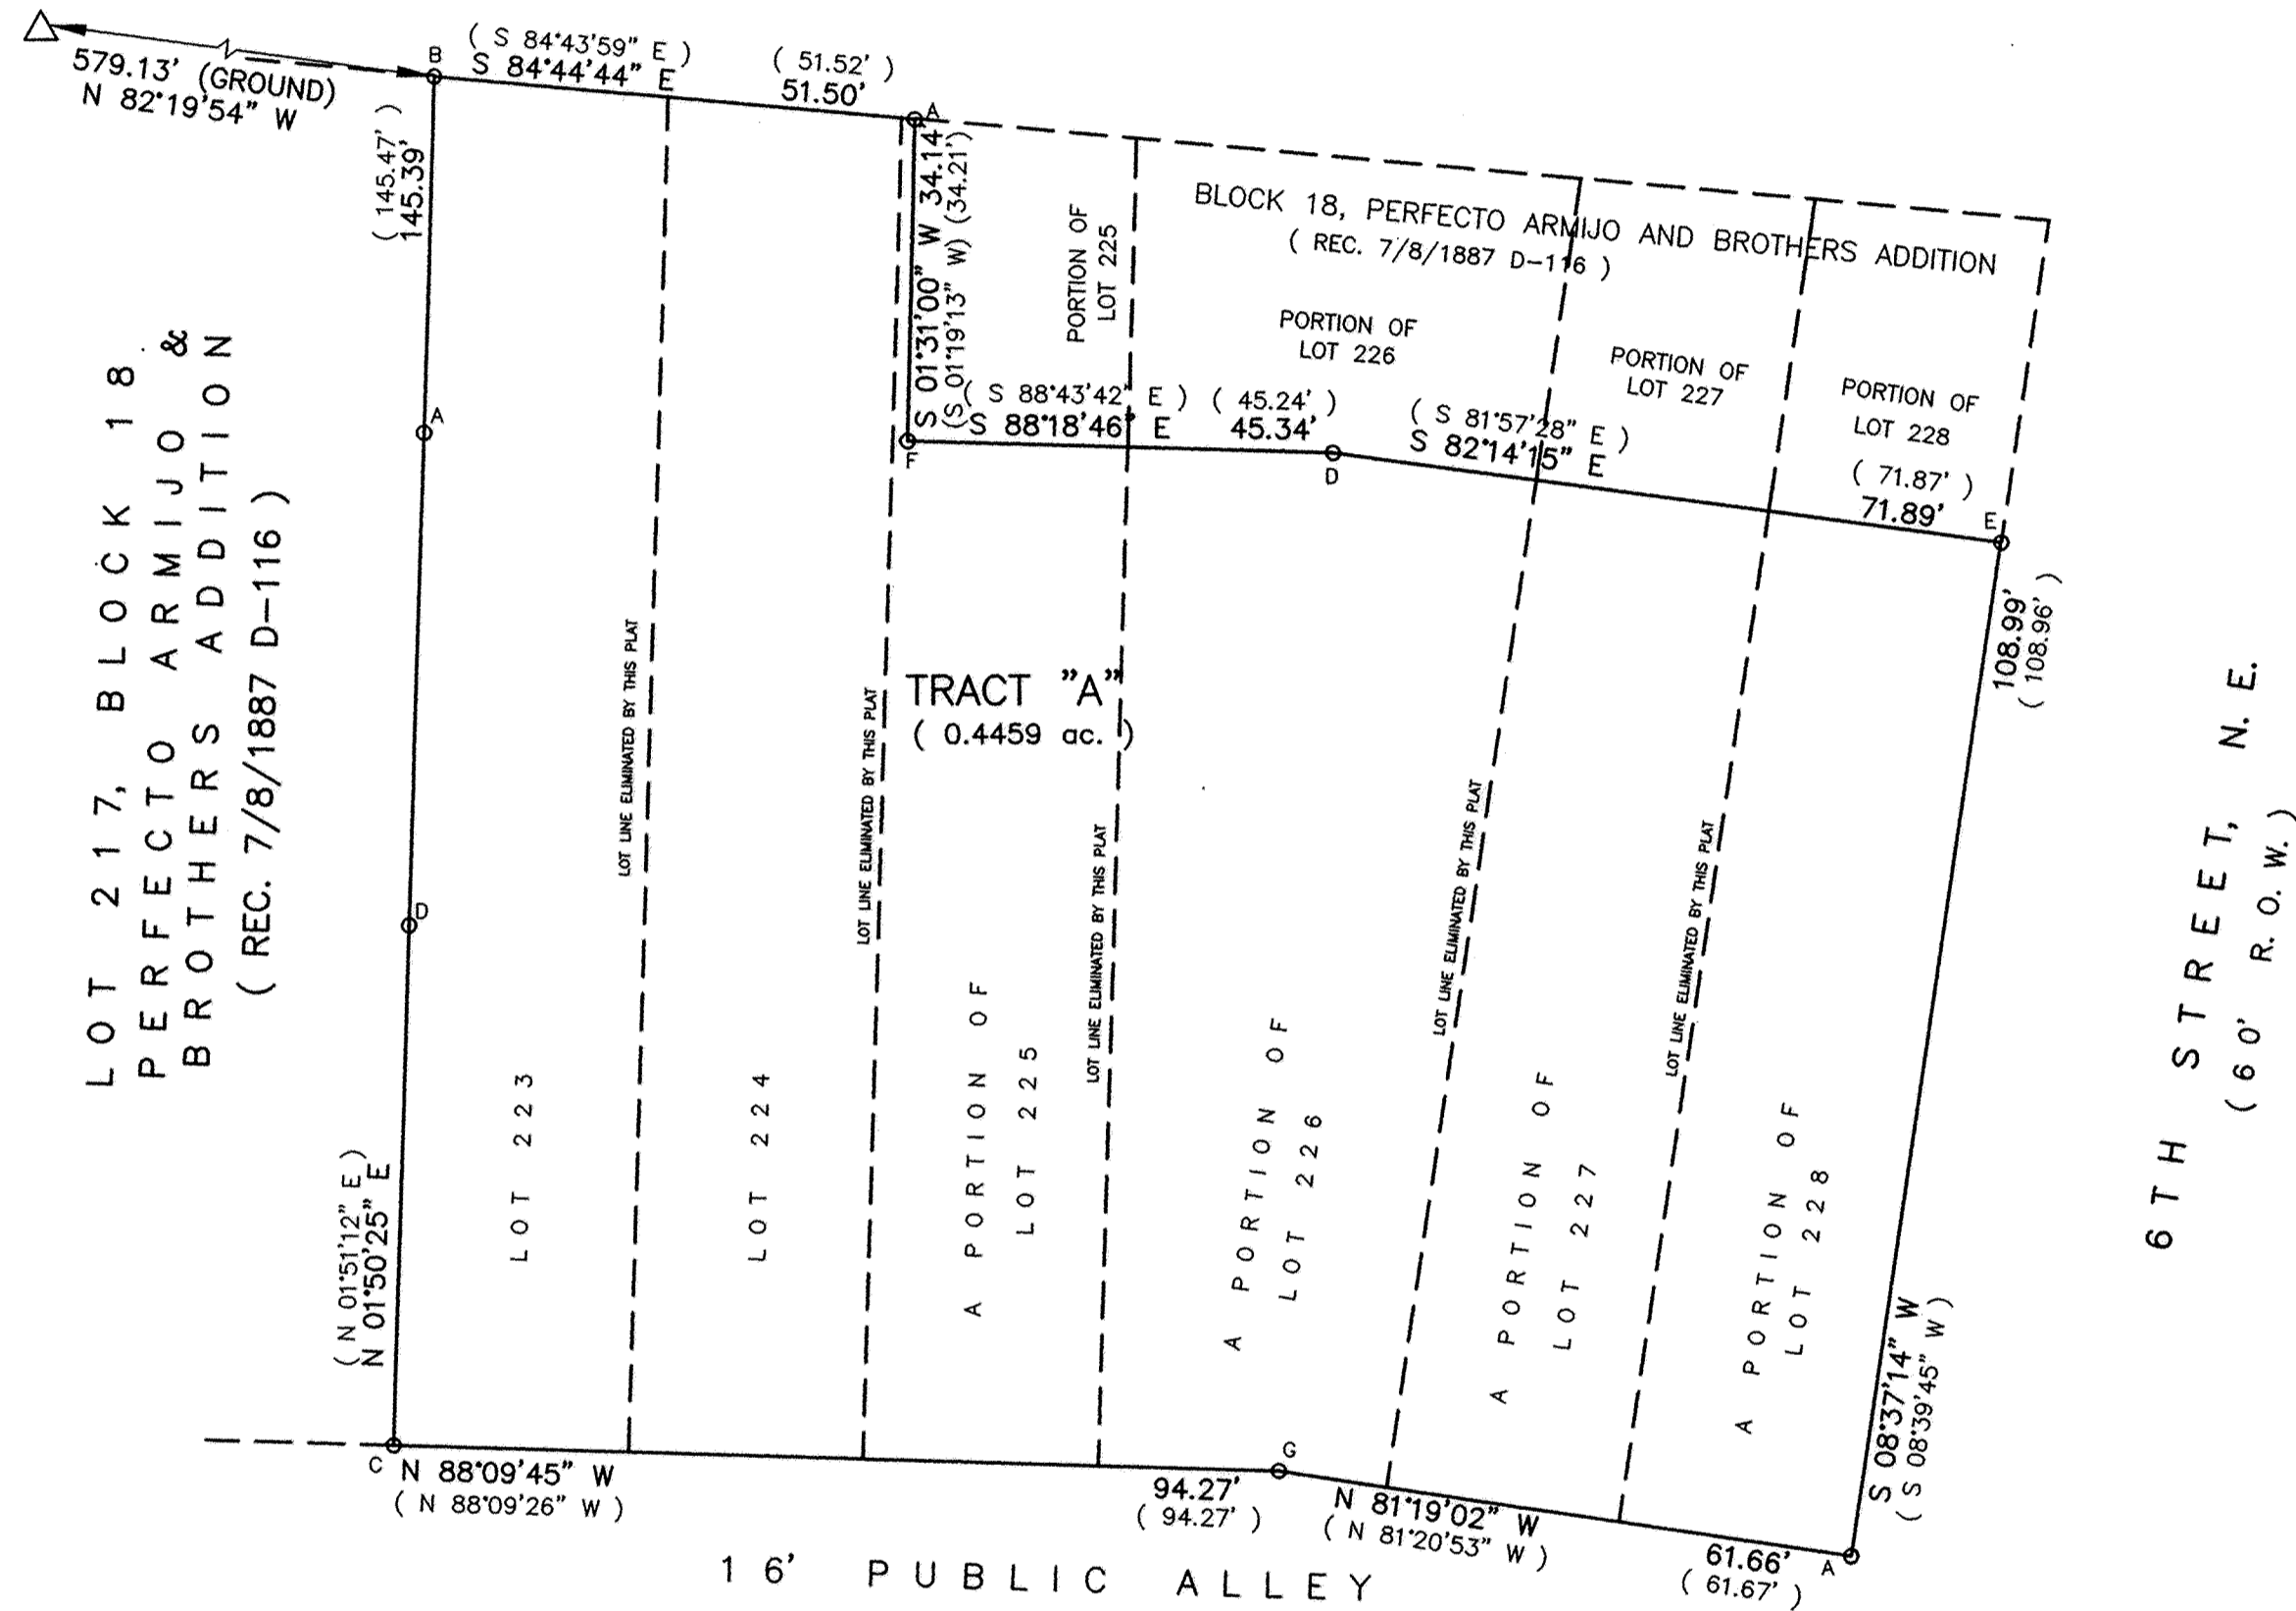 579.13' (GROUND)
N 82°19'54" W
B
( S 84°43'59" E )
S 84°44'44" E
( 51.52' )
51.50'
A
( 145.47' )
145.39'
S 01°31'00" W 34.14'
(S 01°19'13" W) (34.21')
PORTION OF
LOT 225
BLOCK 18, PERFECTO ARMIJO AND BROTHERS ADDITION
( REC. 7/8/1887 D-116 )
PORTION OF
LOT 226
PORTION OF
LOT 227
PORTION OF
LOT 228
( S 88°43'42" E ) ( 45.24' )
S 88°18'46" E 45.34'
F
D
( S 81°57'28" E )
S 82°14'15" E
( 71.87' )
71.89'
E
108.99'
( 108.96' )
LOT 217, BLOCK 18
PERFECTO ARMIJO &
BROTHERS ADDITION
( REC. 7/8/1887 D-116 )
A
D
LOT LINE ELIMINATED BY THIS PLAT
LOT LINE ELIMINATED BY THIS PLAT
LOT LINE ELIMINATED BY THIS PLAT
LOT LINE ELIMINATED BY THIS PLAT
LOT LINE ELIMINATED BY THIS PLAT
TRACT "A"
( 0.4459 ac. )
LOT 223
LOT 224
A PORTION OF
LOT 225
A PORTION OF
LOT 226
A PORTION OF
LOT 227
A PORTION OF
LOT 228
6TH STREET, N.E.
( 60' R.O.W. )
( N 01°51'12" E )
N 01°50'25" E
S 08°37'14" W
( S 08°39'45" W )
C
N 88°09'45" W
( N 88°09'26" W )
94.27'
( 94.27' )
G
N 81°19'02" W
( N 81°20'53" W )
61.66'
( 61.67' )
A
16' PUBLIC ALLEY